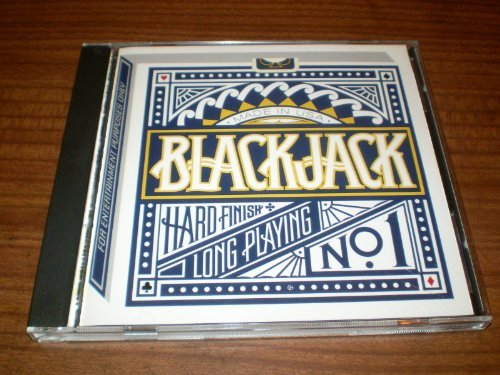 FOR ENTERTAINMENT PURPOSES ONLY
MADE IN USA
BLACKJACK
HARD FINISH +
LONG PLAYING
No. 1